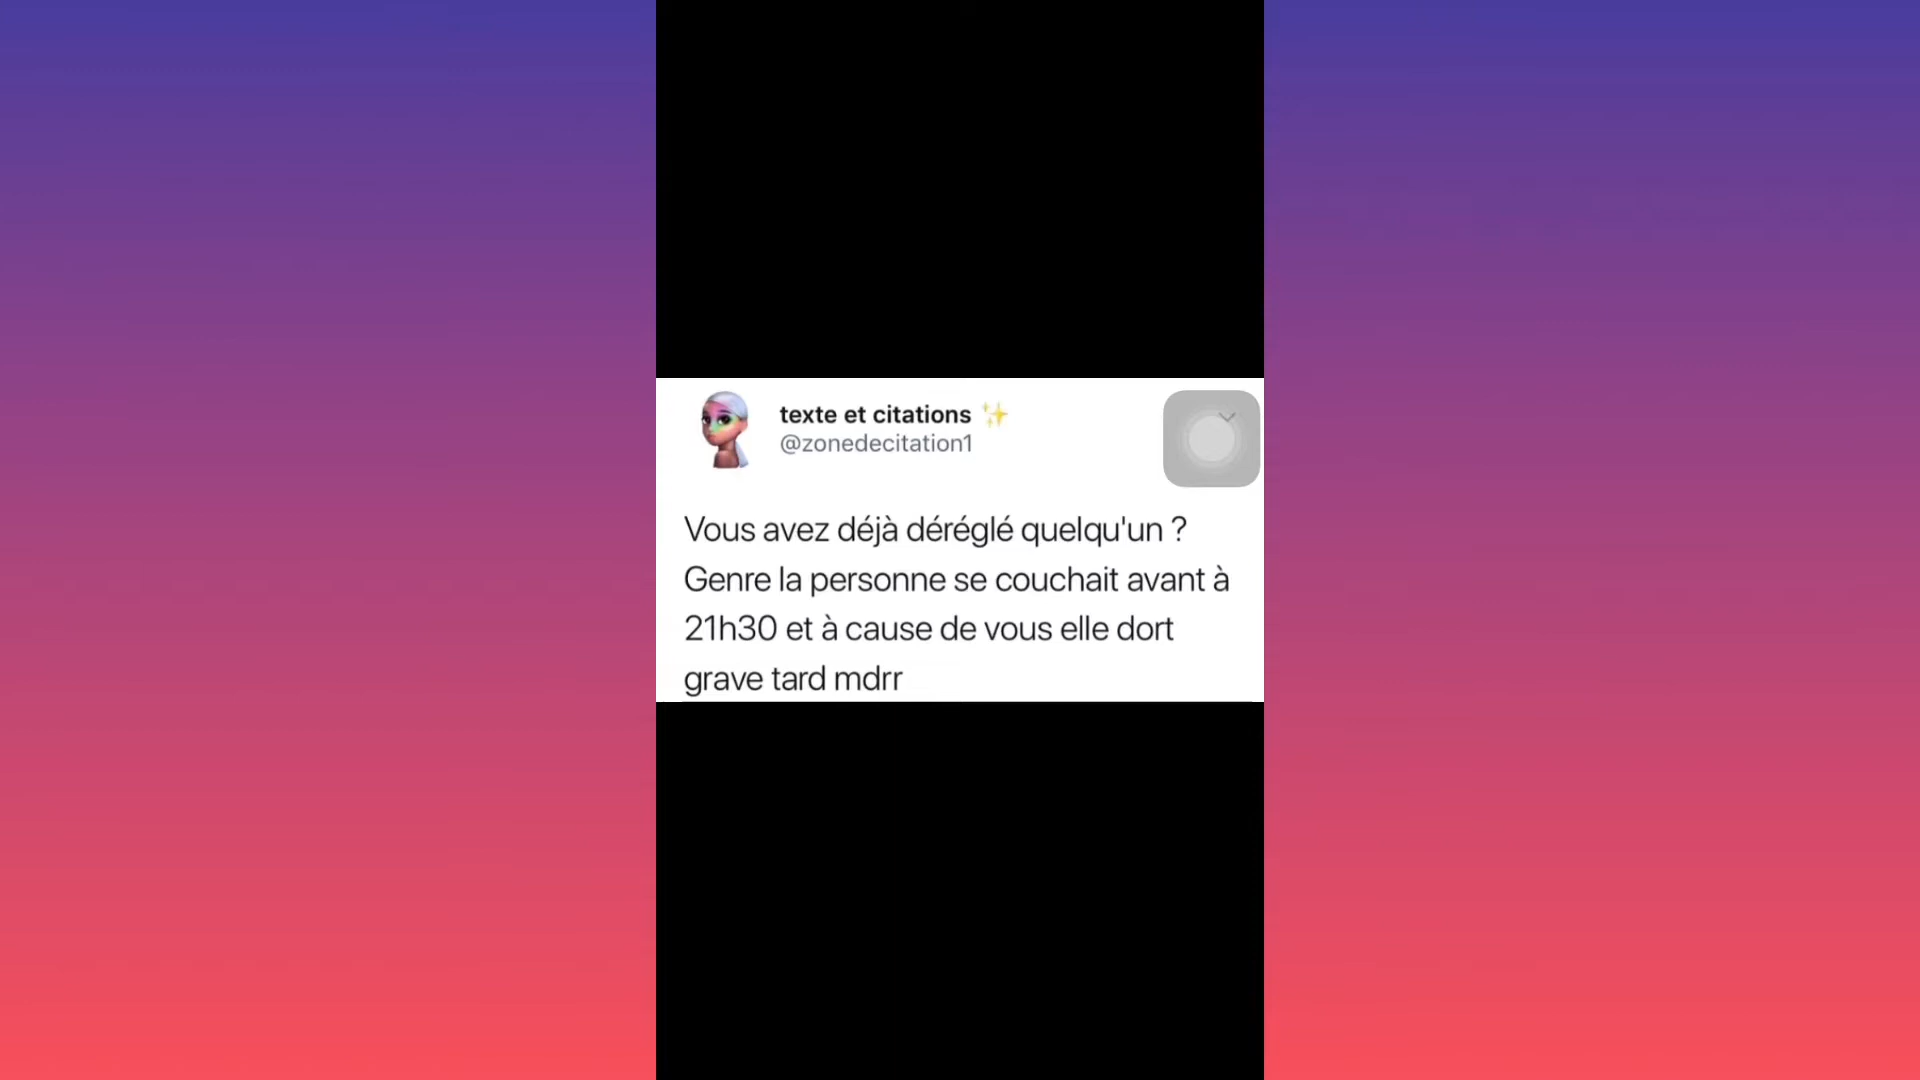 texte et citations ✨
@zonedecitation1
Vous avez déjà déréglé quelqu'un ?
Genre la personne se couchait avant à
21h30 et à cause de vous elle dort
grave tard mdrr